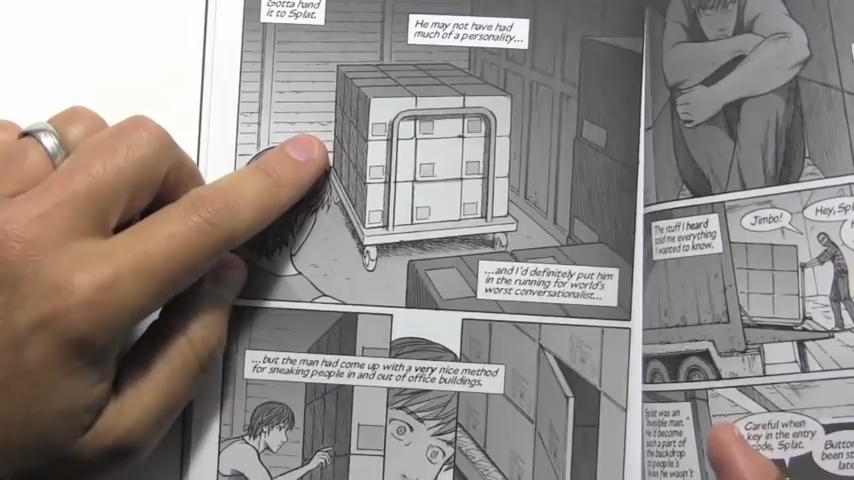 Gotta hand
it to Splat.
He may not have had
much of a personality...
...and I'd definitely put him
in the running for world's
worst conversationalist...
...but the man had come up with a very nice method
for sneaking people in and out of office buildings.
The stuff I heard
told me everything
I wanted to know.
Jimbo!
Hey, Spl
Splat was an
invisible man.
He'd become
such a part of
the backdrop
to people's
lives he wasn't
Careful when
key in the entry
code, Splat.
Button
been st
late